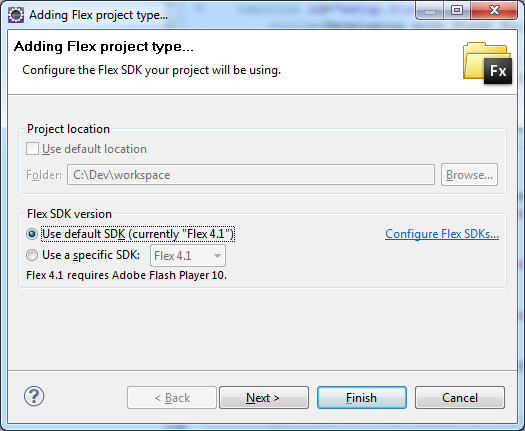 Adding Flex project type...
Adding Flex project type...
Configure the Flex SDK your project will be using.
Fx
Project location
Use default location
Folder: C:\Dev\workspace Browse...
Flex SDK version
Use default SDK (currently "Flex 4.1") Configure Flex SDKs...
Use a specific SDK: Flex 4.1
Flex 4.1 requires Adobe Flash Player 10.
? < Back Next > Finish Cancel